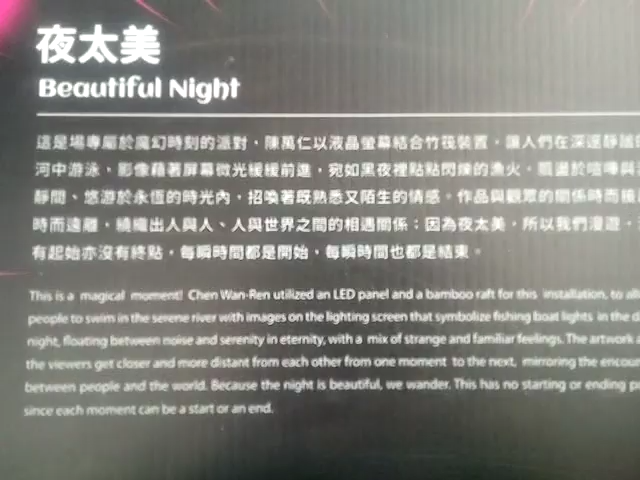 夜太美
Beautiful Night
這是場專屬於魔幻時刻的派對，陳萬仁以液晶螢幕結合竹筏裝置，讓人們在深邃靜謐
河中游泳，影像藉著屏幕微光緩緩前進，宛如黑夜裡點點閃爍的漁火，飄盪於喧嘩與
靜間、悠游於永恆的時光內，招喚著既熟悉又陌生的情感。作品與觀眾的關係時而
時而遠離，繞織出人與人、人與世界之間的相遇關係；因為夜太美，所以我們漫遊，
有起始亦沒有終點，每瞬時間都是開始，每瞬時間也都是結束。
This is a magical moment! Chen Wan-Ren utilized an LED panel and a bamboo raft for this installation, to
people to swim in the serene river with images on the lighting screen that symbolize fishing boat lights in the
night, floating between noise and serenity in eternity, with a mix of strange and familiar feelings. The artwork
the viewers get closer and more distant from each other from one moment to the next, mirroring the
between people and the world. Because the night is beautiful, we wander. This has no starting or ending
since each moment can be a start or an end.